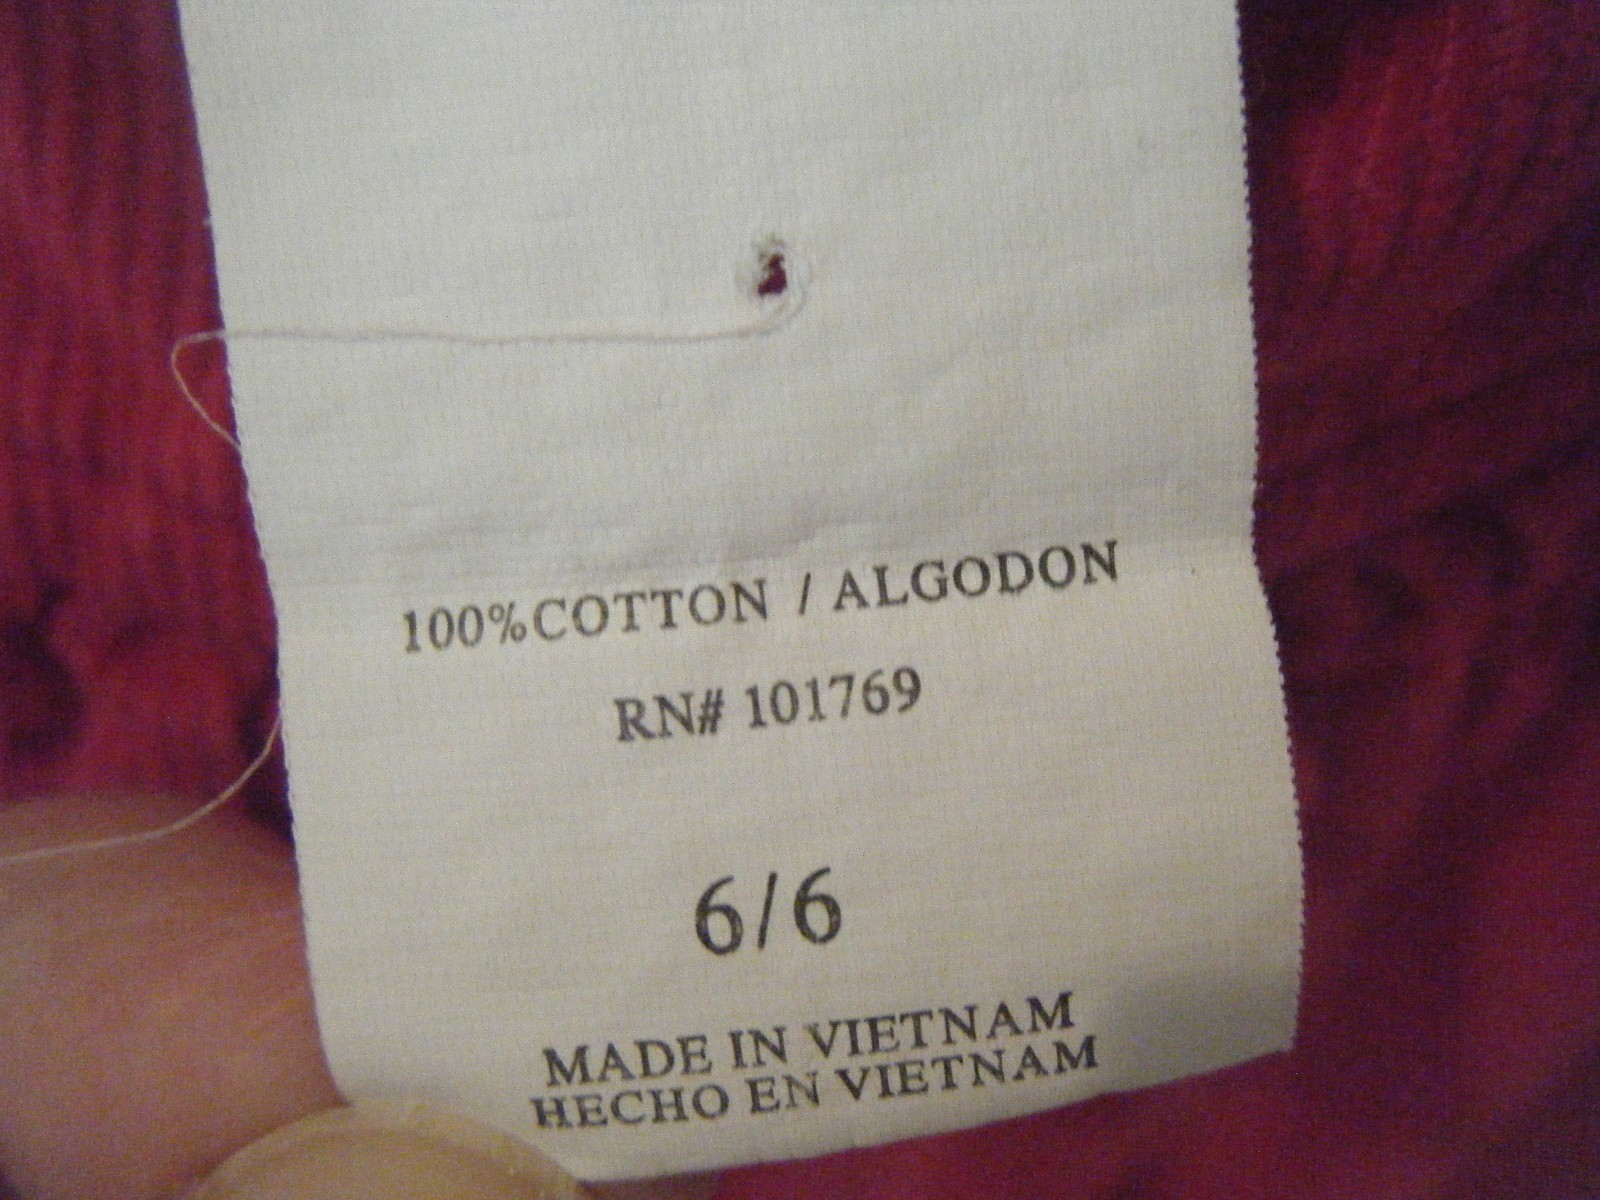 100%COTTON / ALGODON
RN# 101769
6/6
MADE IN VIETNAM
HECHO EN VIETNAM